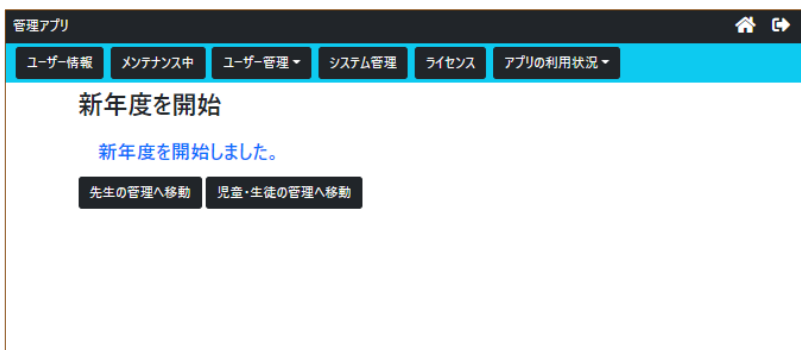 管理アプリ
ユーザー情報 メンテナンス中 ユーザー管理 システム管理 ライセンス アプリの利用状況
新年度を開始
新年度を開始しました。
先生の管理へ移動 児童・生徒の管理へ移動